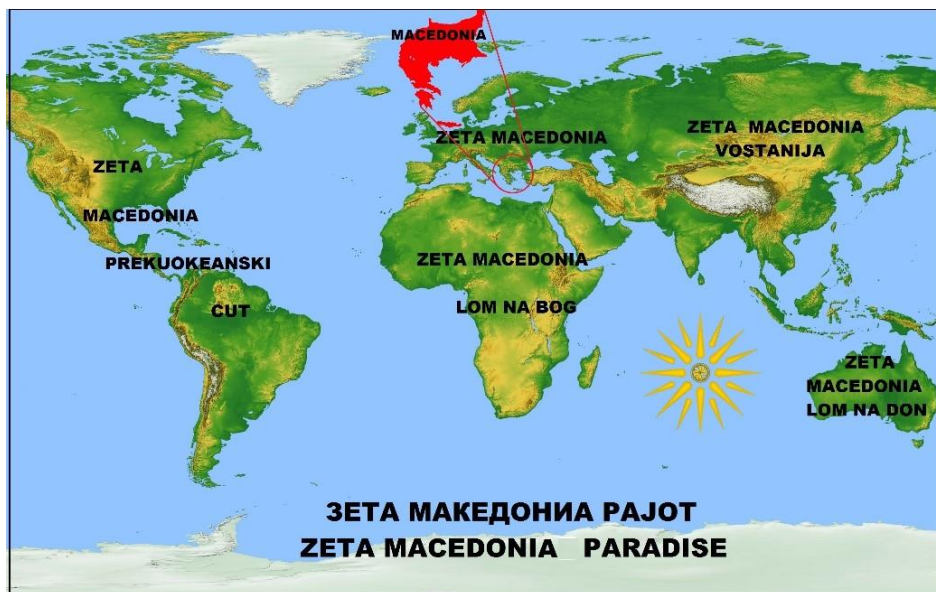 MACEDONIA
ZETA MACEDONIA
ZETA MACEDONIA
VOSTANIJA
ZETA
MACEDONIA
PREKUOKEANSKI
CUT
ZETA MACEDONIA
LOM NA BOG
ZETA
MACEDONIA
LOM NA DON
ЗЕТА МАКЕДОНИА РАЈОТ
ZETA MACEDONIA PARADISE